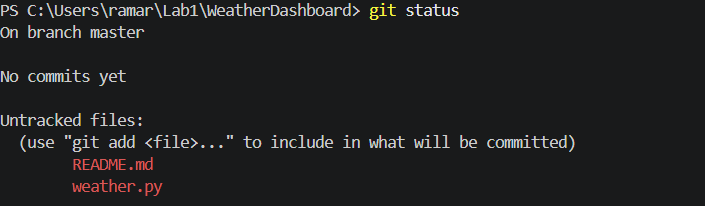 PS C:\Users\ramar\Lab1\WeatherDashboard> git status
On branch master

No commits yet

Untracked files:
  (use "git add <file>..." to include in what will be committed)
        README.md
        weather.py